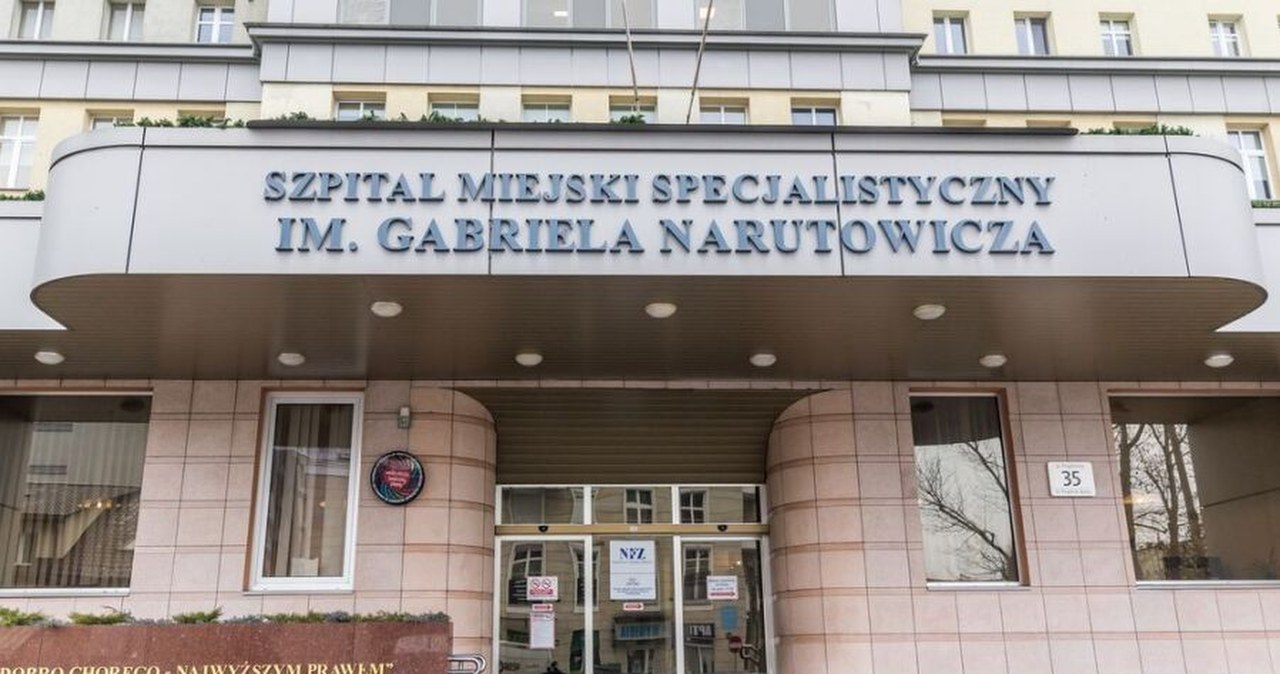 SZPITAL MIEJSKI SPECJALISTYCZNY
IM. GABRIELA NARUTOWICZA
35
NFZ
DOBRO CHOREGO - NAJWYŻSZYM PRAWEM"